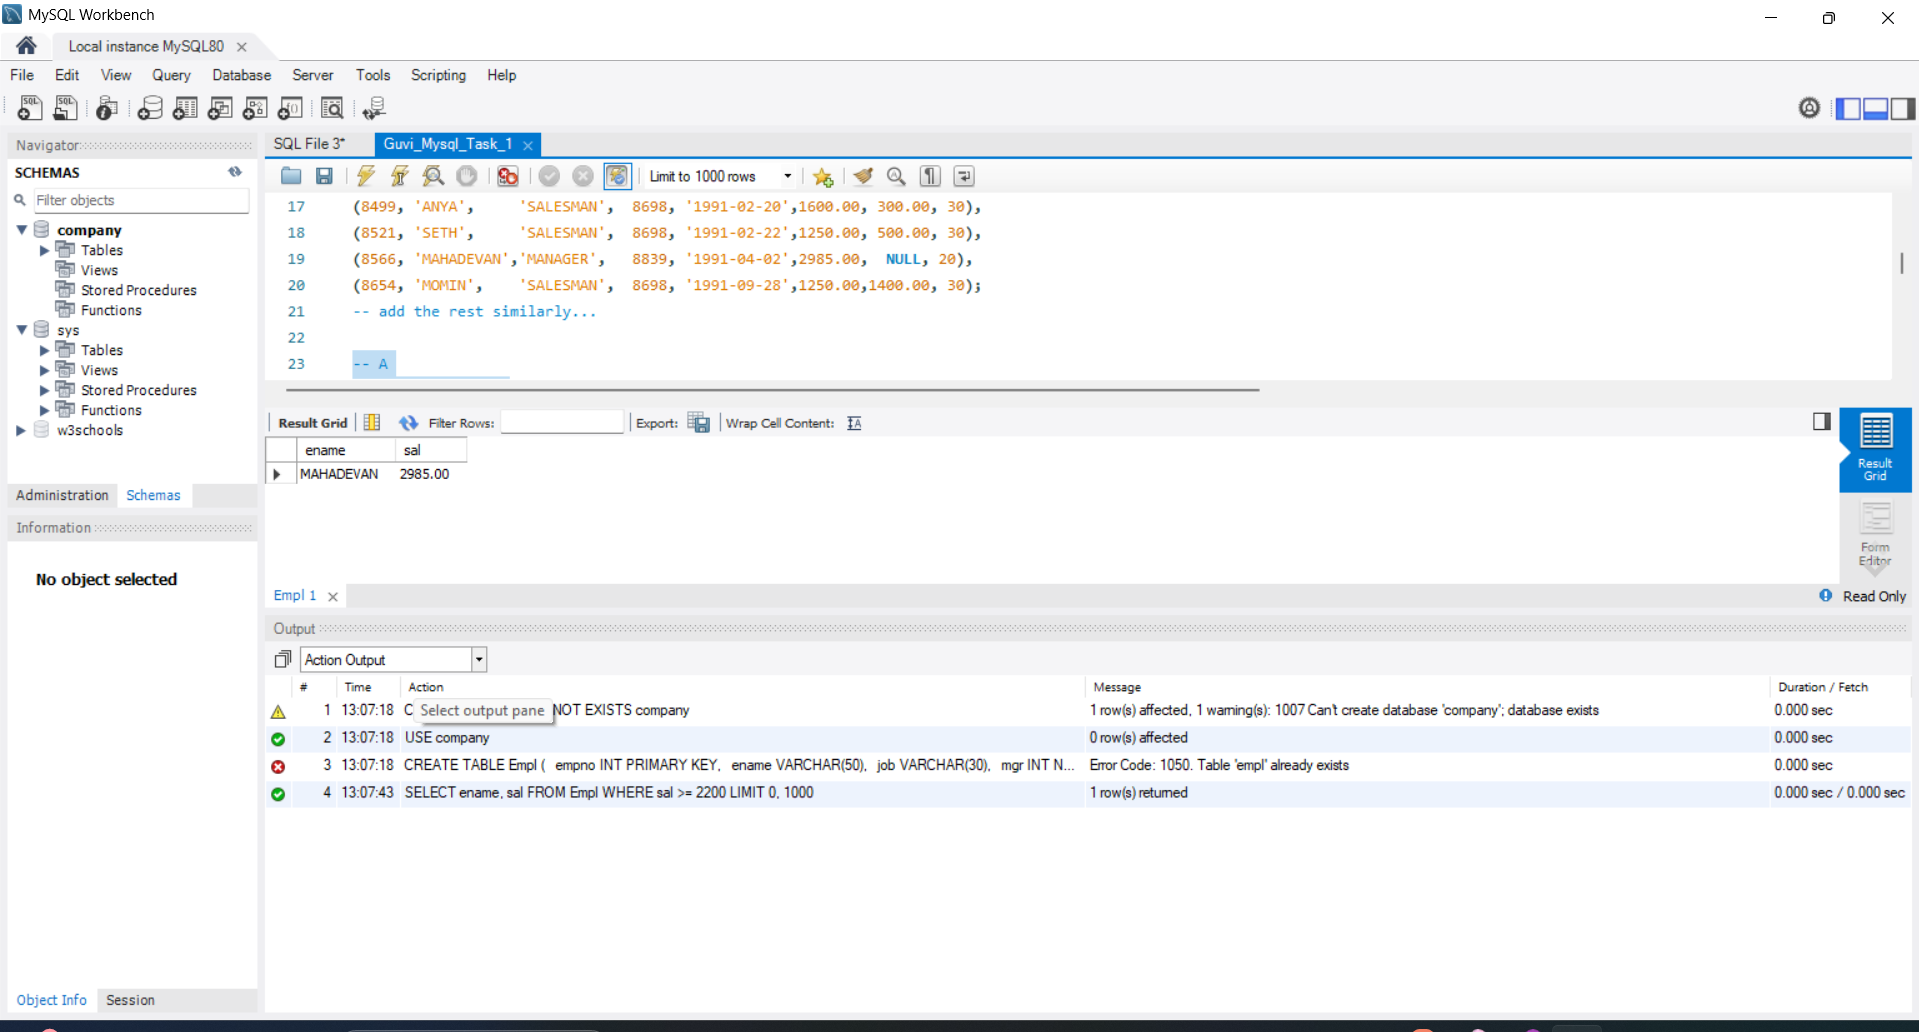 MySQL Workbench
Local instance MySQL80
File Edit View Query Database Server Tools Scripting Help
Navigator
SCHEMAS
Filter objects
company
Tables
Views
Stored Procedures
Functions
sys
Tables
Views
Stored Procedures
Functions
w3schools
Administration Schemas
Information
No object selected
Object Info Session
SQL File 3* Guvi_Mysql_Task_1
Limit to 1000 rows
17 (8499, 'ANYA', 'SALESMAN', 8698, '1991-02-20',1600.00, 300.00, 30),
18 (8521, 'SETH', 'SALESMAN', 8698, '1991-02-22',1250.00, 500.00, 30),
19 (8566, 'MAHADEVAN','MANAGER', 8839, '1991-04-02',2985.00, NULL, 20),
20 (8654, 'MOMIN', 'SALESMAN', 8698, '1991-09-28',1250.00,1400.00, 30);
21 -- add the rest similarly...
22
23 -- A
Result Grid Filter Rows: Export: Wrap Cell Content:
ename sal
MAHADEVAN 2985.00
Result Grid
Form Editor
Empl 1
Read Only
Output
Action Output
# Time Action Message Duration / Fetch
1 13:07:18 C NOT EXISTS company 1 row(s) affected, 1 warning(s): 1007 Can't create database 'company'; database exists 0.000 sec
Select output pane
2 13:07:18 USE company 0 row(s) affected 0.000 sec
3 13:07:18 CREATE TABLE Empl ( empno INT PRIMARY KEY, ename VARCHAR(50), job VARCHAR(30), mgr INT N... Error Code: 1050. Table 'empl' already exists 0.000 sec
4 13:07:43 SELECT ename, sal FROM Empl WHERE sal >= 2200 LIMIT 0, 1000 1 row(s) returned 0.000 sec / 0.000 sec